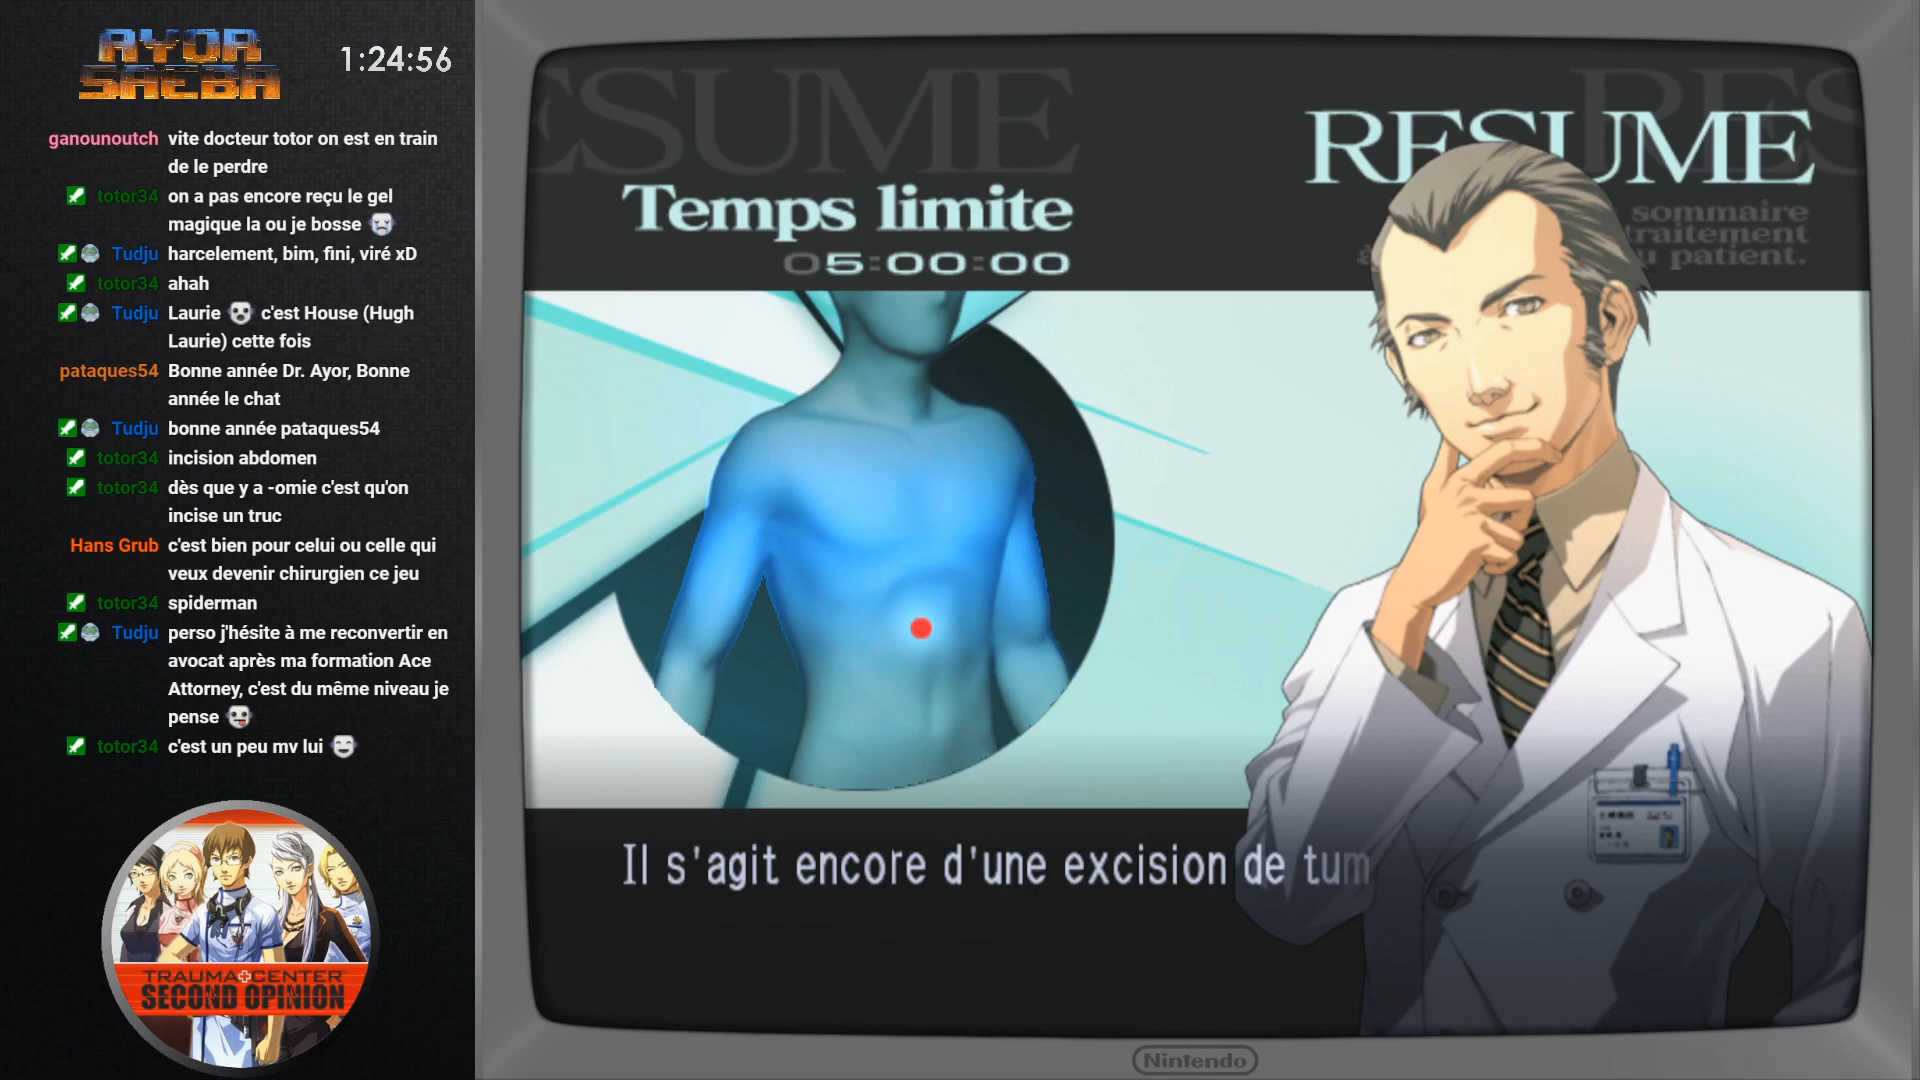 AYOR
SAEBA
1:24:56
ganounoutch vite docteur totor on est en train
de le perdre
totor34 on a pas encore reçu le gel
magique la ou je bosse
Tudju harcelement, bim, fini, viré xD
totor34 ahah
Tudju Laurie c'est House (Hugh
Laurie) cette fois
pataques54 Bonne année Dr. Ayor, Bonne
année le chat
Tudju bonne année pataques54
totor34 incision abdomen
totor34 dès que y a -omie c'est qu'on
incise un truc
Hans Grub c'est bien pour celui ou celle qui
veux devenir chirurgien ce jeu
totor34 spiderman
Tudju perso j'hésite à me reconvertir en
avocat après ma formation Ace
Attorney, c'est du même niveau je
pense
totor34 c'est un peu mv lui
TRAUMA CENTER
SECOND OPINION
ESUME
RES
RESUME
Temps limite
05:00:00
sommaire
traitement
u patient.
Il s'agit encore d'une excision de tum
Nintendo